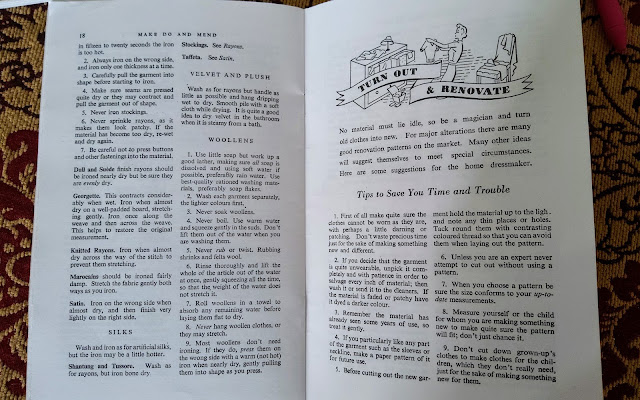 18
MAKE DO AND MEND
in fifteen to twenty seconds the iron
is too hot.
2. Always iron on the wrong side,
and iron only one thickness at a time.
3. Carefully pull the garment into
shape before starting to iron.
4. Make sure seams are pressed
quite dry or they may contract and
pull the garment out of shape.
5. Never iron stockings.
6. Never sprinkle rayons, as it
makes them look patchy. If the
material has become too dry, re-wet
and dry again.
7. Be careful not to press buttons
and other fastenings into the material.
Dull and Suède finish rayons should
be ironed nearly dry but be sure they
are evenly dry.
Georgette. This contracts consider-
ably when wet. Iron when almost
dry on a well-padded board, stretch-
ing gently. Iron once along the
weave and then across the weave.
This helps to restore the original
measurement.
Knitted Rayons. Iron when almost
dry across the way of the stitch to
prevent them stretching.
Marocains should be ironed fairly
damp. Stretch the fabric gently both
ways as you iron.
Satin. Iron on the wrong side when
almost dry, and then finish very
lightly on the right side.
SILKS
Wash and iron as for artificial silks,
but the iron may be a little hotter.
Shantung and Tussore. Wash as
for rayons, but iron bone dry
Stockings. See Rayons.
Taffeta. See Satin.
VELVET AND PLUSH
Wash as for rayons but handle as
little as possible and hang dripping
wet to dry. Smooth pile with a soft
cloth while drying. It is quite a good
idea to dry velvet in the bathroom
when it is steamy from a bath.
WOOLLENS
1. Use little soap but work up a
good lather, making sure all soap is
dissolved and using soft water if
possible, preferably rain water. Use
best-quality rationed washing mate-
rials, preferably soap flakes.
2. Wash each garment separately,
the lighter colours first.
3. Never soak woollens.
4. Never boil. Use warm water
and squeeze gently in the suds. Don't
lift them out of the water when you
are washing them.
5. Never rub or twist. Rubbing
shrinks and felts wool.
6. Rinse thoroughly and lift the
whole of the article out of the water
at once, gently squeezing all the time,
so that the weight of the water does
not stretch it.
7. Roll woollens in a towel to
absorb any remaining water before
laying them flat to dry.
8. Never hang woollen clothes, or
they may stretch.
9. Most woollens don't need
ironing. If they do, press them on
the wrong side with a warm (not hot)
iron when nearly dry, gently pulling
them into shape as you press.
TURN OUT
& RENOVATE
No material must lie idle, so be a magician and turn
old clothes into new. For major alterations there are many
good renovation patterns on the market. Many other ideas
will suggest themselves to meet special circumstances.
Here are some suggestions for the home dressmaker.
Tips to Save You Time and Trouble
1. First of all make quite sure the
clothes cannot be worn as they are,
with perhaps a little darning or
patching. Don't waste precious time
just for the sake of making something
new and different.
2. If you decide that the garment
is quite unwearable, unpick it com-
pletely and with patience in order to
salvage every inch of material; then
wash it or send it to the cleaners. If
the material is faded or patchy have
it dyed a darker colour.
3. Remember the material has
already seen some years of use, so
treat it gently.
4. If you particularly like any part
of the garment such as the sleeves or
neckline, make a paper pattern of it
for future use.
5. Before cutting out the new gar-
ment hold the material up to the light
and note any thin places or holes.
Tack round them with contrasting
coloured thread so that you can avoid
them when laying out the pattern.
6. Unless you are an expert never
attempt to cut out without using a
pattern.
7. When you choose a pattern be
sure the size conforms to your up-to-
date measurements.
8. Measure yourself or the child
for whom you are making something
new to make quite sure the pattern
will fit; don't just chance it.
9. Don't cut down grown-up's
clothes to make clothes for the chil-
dren, which they don't really need,
just for the sake of making something
new for them.